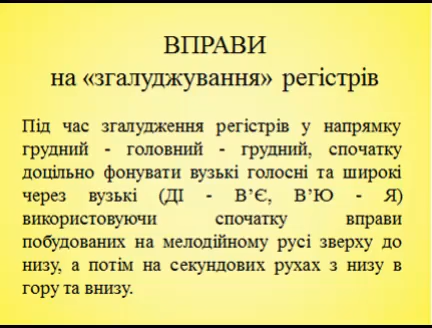 ВПРАВИ
на «згалуджування» регістрів
Під час згалудження регістрів у напрямку
грудний - головний - грудний, спочатку
доцільно фонувати вузькі голосні та широкі
через вузькі (ДІ - В’Є, В’Ю - Я)
використовуючи спочатку вправи
побудованих на мелодійному русі зверху до
низу, а потім на секундових рухах з низу в
гору та внизу.